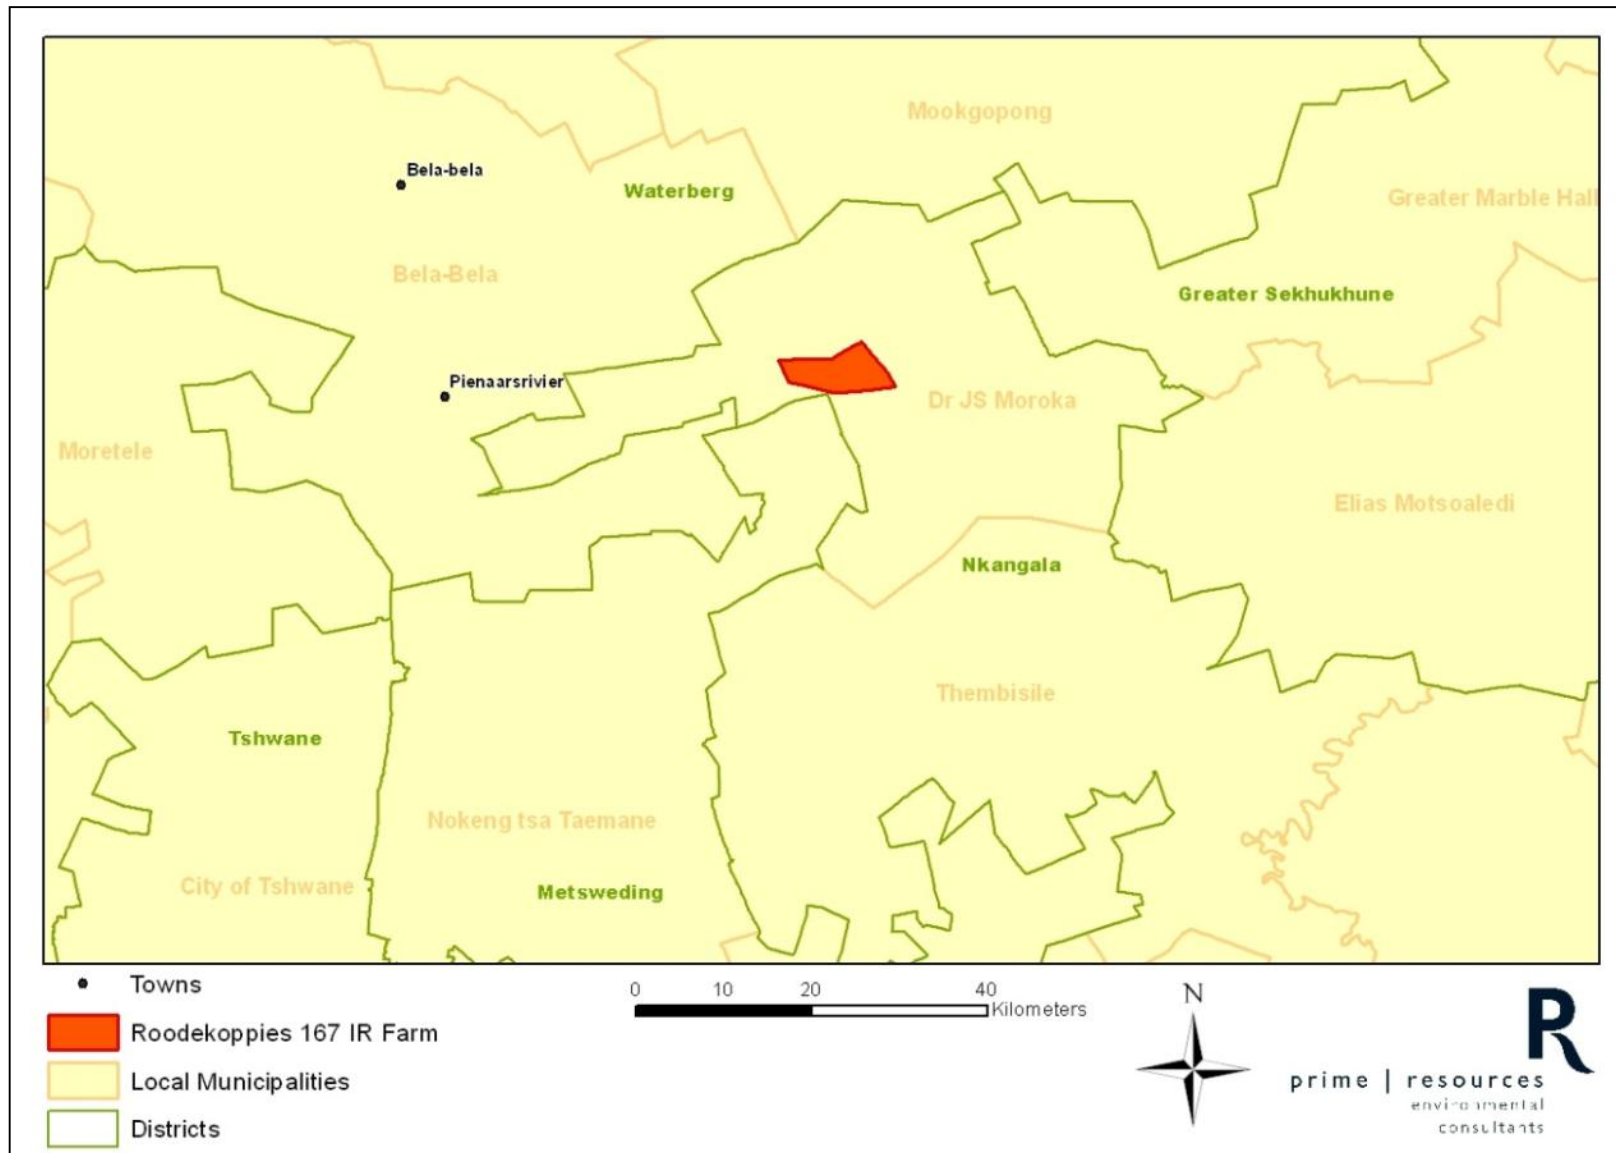 Mookgopong
Bela-bela
Waterberg
Greater Marble Hall
Bela-Bela
Greater Sekhukhune
Pienaarsrivier
Dr JS Moroka
Moretele
Elias Motsoaledi
Nkangala
Thembisile
Tshwane
Nokeng tsa Taemane
City of Tshwane
Metsweding
Towns
Roodekoppies 167 IR Farm
Local Municipalities
Districts
0 10 20 40
Kilometers
N
R
prime | resources
environmental
consultants